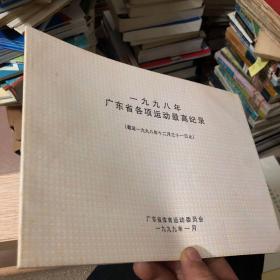 一九九八年
广东省各项运动最高纪录
(截至一九九八年十二月三十一日止)
广东省体育运动委员会
一九九九年一月